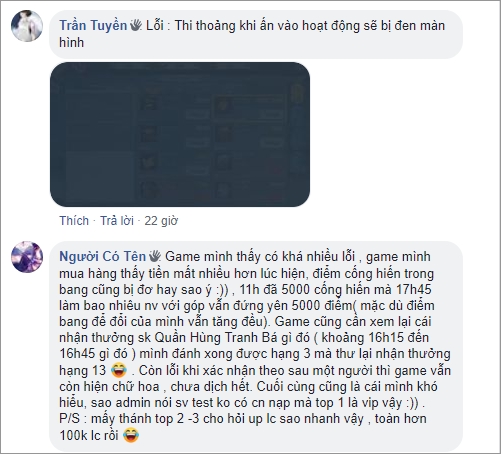 Trần Tuyền Lỗi : Thi thoảng khi ấn vào hoạt động sẽ bị đen màn
hình
Thích · Trả lời · 22 giờ
Người Có Tên Game mình thấy có khá nhiều lỗi , game mình
mua hàng thấy tiền mất nhiều hơn lúc hiện, điểm cống hiến trong
bang cũng bị đơ hay sao ý :)) , 11h đã 5000 cống hiến mà 17h45
làm bao nhiêu nv với góp vẫn đứng yên 5000 điểm( mặc dù điểm
bang để đổi của mình vẫn tăng đều). Game cũng cần xem lại cái
nhận thưởng sk Quần Hùng Tranh Bá gì đó ( khoảng 16h15 đến
16h45 gì đó ) mình đánh xong được hạng 3 mà thư lại nhận thưởng
hạng 13 😂 . Còn lỗi khi xác nhận theo sau một người thì game vẫn
còn hiện chữ hoa , chưa dịch hết. Cuối cùng cũng là cái mình khó
hiểu, sao admin nói sv test ko có cn nạp mà top 1 là vip vậy :)) .
P/S : mấy thánh top 2 -3 cho hỏi up lc sao nhanh vậy , toàn hơn
100k lc rồi 😂